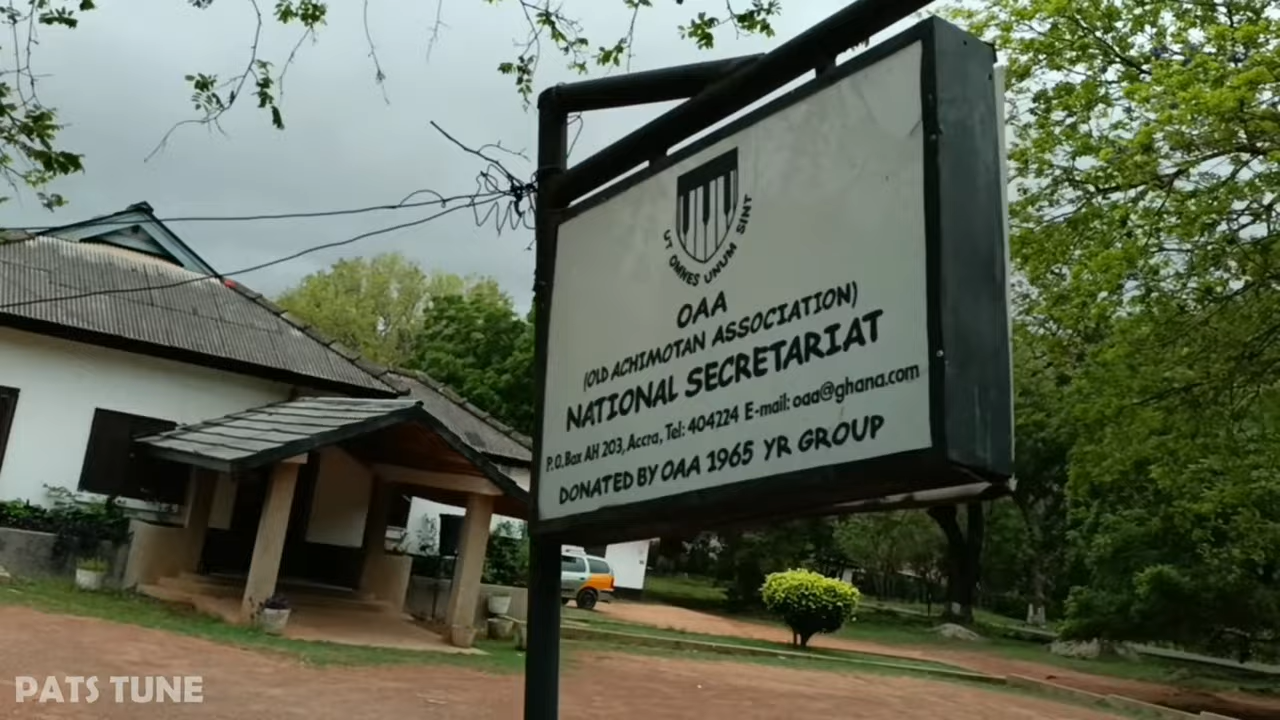 UT OMNES UNUM SINT
OAA
(OLD ACHIMOTAN ASSOCIATION)
NATIONAL SECRETARIAT
P.O.Box AH 203, Accra, Tel: 404224 E-mail: oaa@ghana.com
DONATED BY OAA 1965 YR GROUP
PATS TUNE